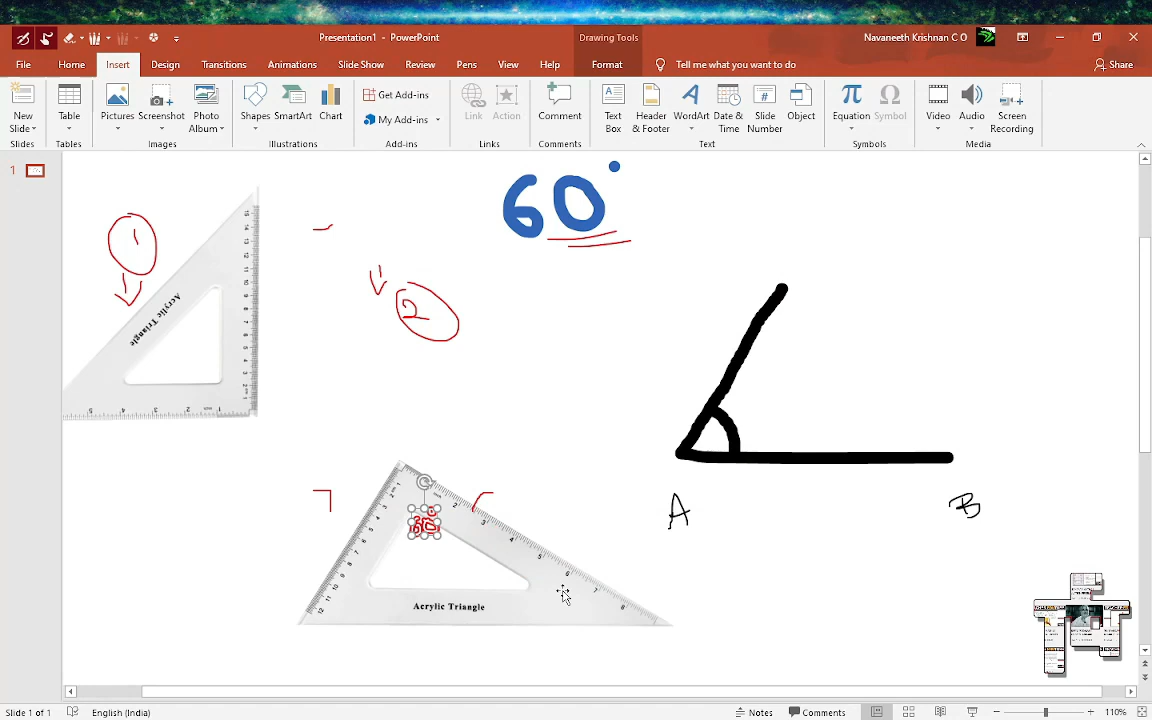 Presentation1 - PowerPoint
Drawing Tools
Navaneeth Krishnan C O
File Home Insert Design Transitions Animations Slide Show Review Pens View Help Format Tell me what you want to do Share
New Slide
Table
Pictures
Screenshot
Photo Album
Shapes
SmartArt
Chart
Get Add-ins
My Add-ins
Link
Action
Comment
Text Box
Header & Footer
WordArt
Date & Time
Slide Number
Object
Equation
Symbol
Video
Audio
Screen Recording
Slides Tables Images Illustrations Add-ins Links Comments Text Symbols Media
1
60°
1
2
Acrylic Triangle
A B
Acrylic Triangle
Slide 1 of 1 English (India) Notes Comments 110%